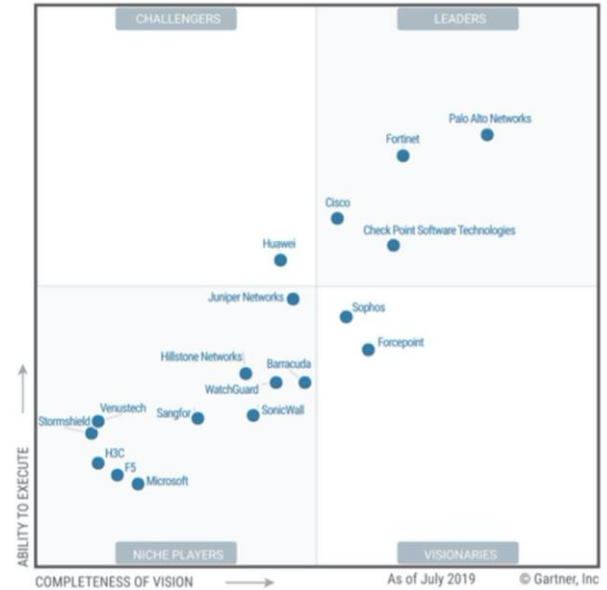 CHALLENGERS
LEADERS
Palo Alto Networks
Fortinet
Cisco
Check Point Software Technologies
Huawei
Juniper Networks
Sophos
Forcepoint
Hillstone Networks
Barracuda
WatchGuard
Venustech
Sangfor
SonicWall
Stormshield
H3C
F5
Microsoft
ABILITY TO EXECUTE
NICHE PLAYERS
VISIONARIES
COMPLETENESS OF VISION
As of July 2019
© Gartner, Inc